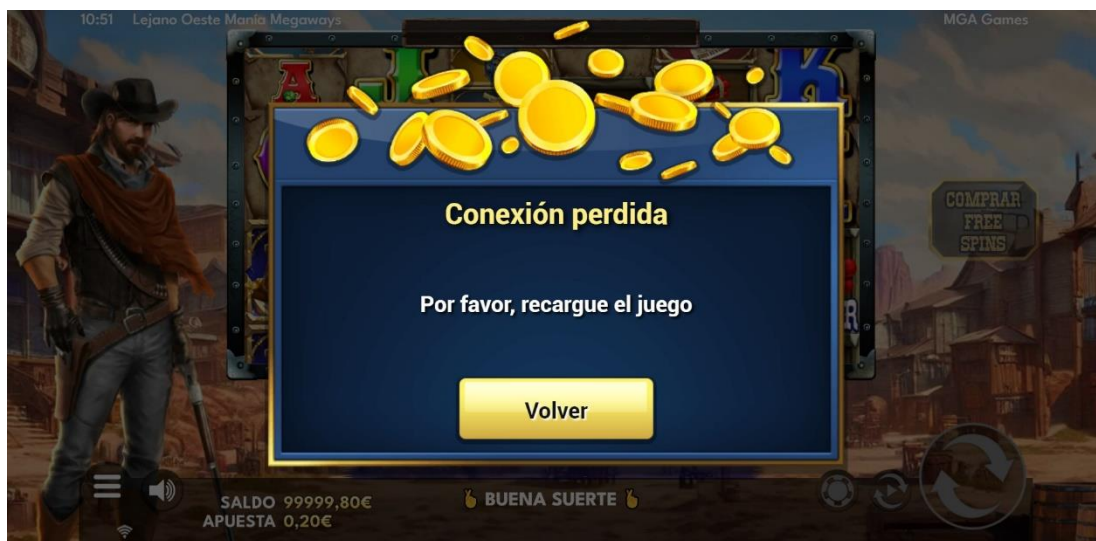 10:51 Lejano Oeste Manía Megaways
MGA Games
A
J
K
Conexión perdida
COMPRAR
FREE
SPINS
Por favor, recargue el juego
Volver
SALDO 99999,80€
BUENA SUERTE
APUESTA 0,20€